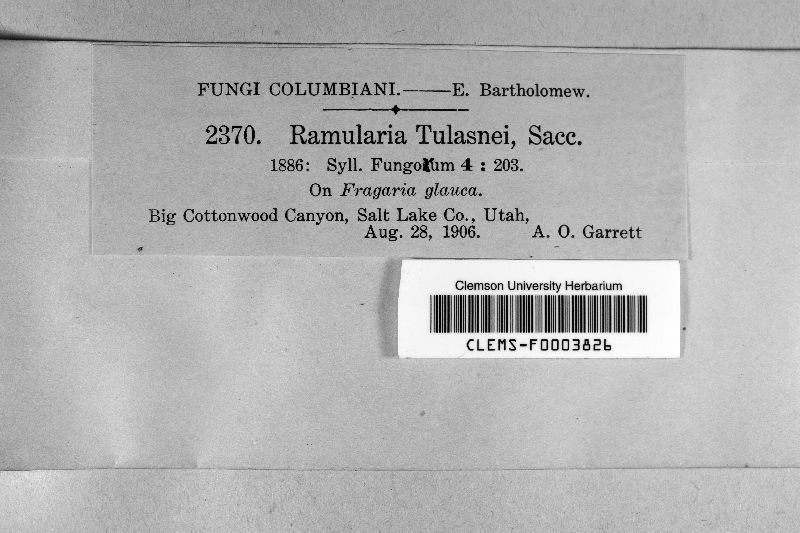 FUNGI COLUMBIANI.——E. Bartholomew.
2370. Ramularia Tulasnei, Sacc.
1886: Syll. Fungorum 4 : 203.
On Fragaria glauca.
Big Cottonwood Canyon, Salt Lake Co., Utah,
Aug. 28, 1906. A. O. Garrett
Clemson University Herbarium
CLEMS-F0003826